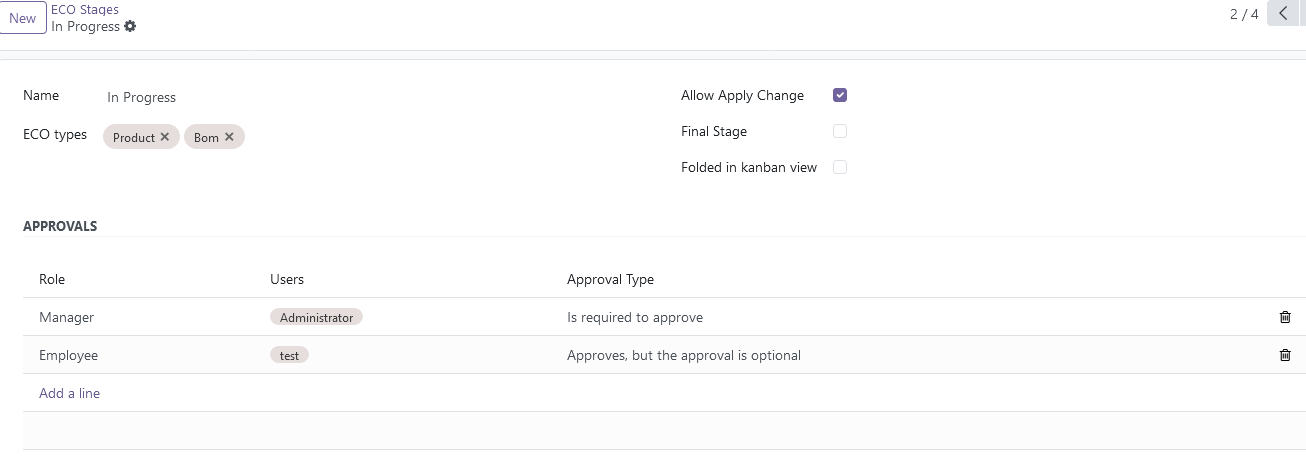 New
ECO Stages
In Progress
2 / 4
Name
In Progress
Allow Apply Change
ECO types
Product
Bom
Final Stage
Folded in kanban view
APPROVALS
Role Users Approval Type
Manager Administrator Is required to approve
Employee test Approves, but the approval is optional
Add a line